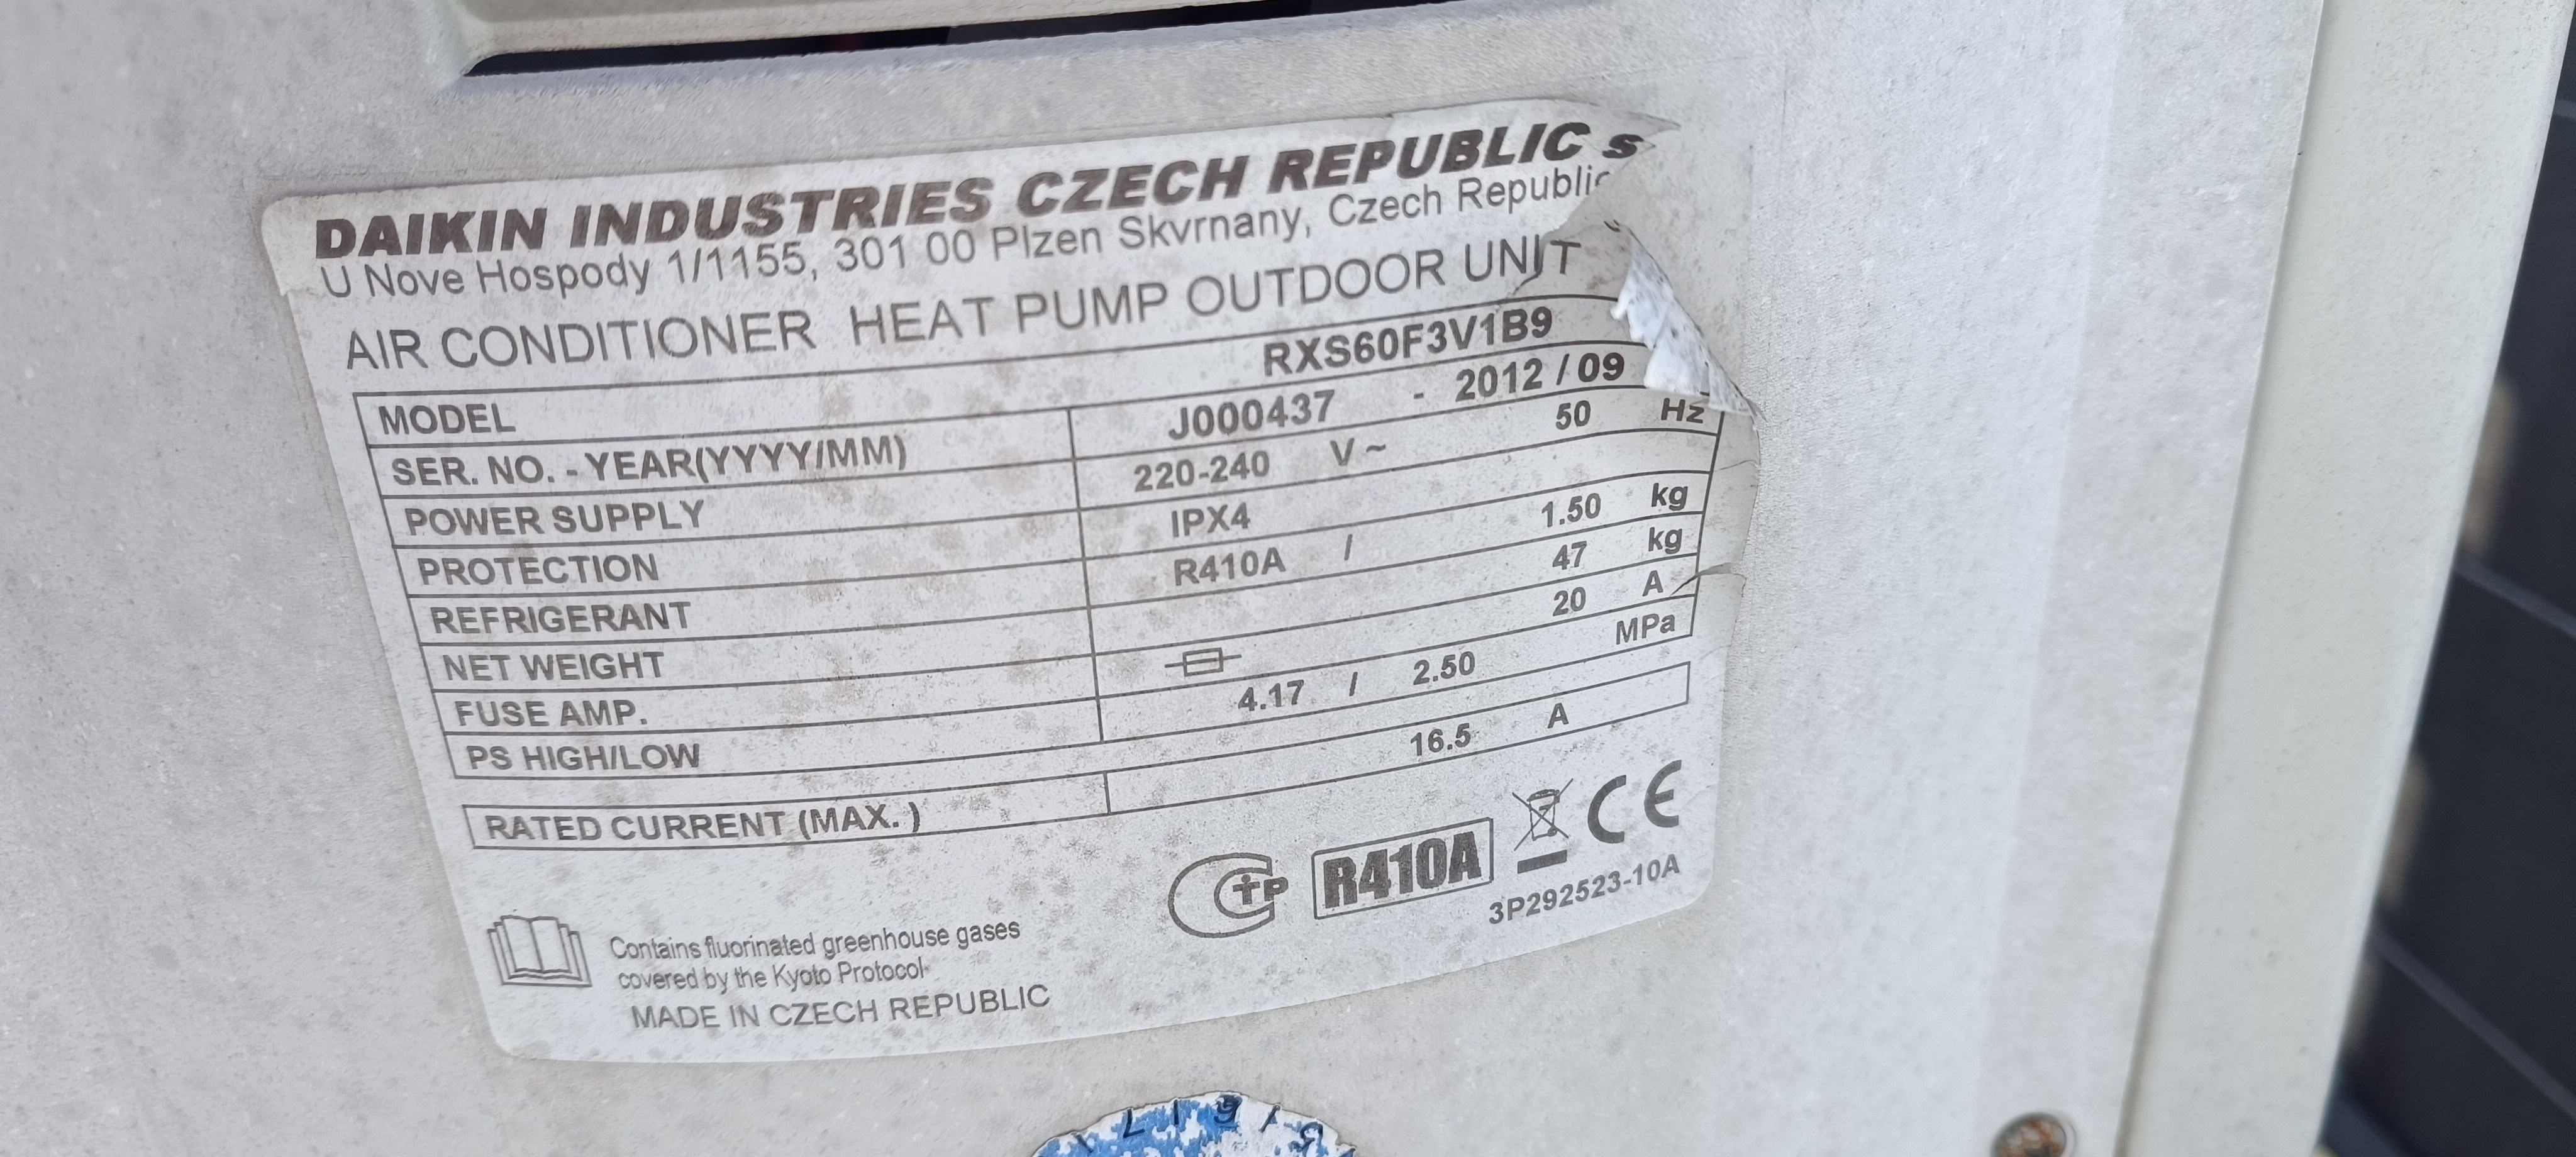 DAIKIN INDUSTRIES CZECH REPUBLIC s
U Nove Hospody 1/1155, 301 00 Plzen Skvrnany, Czech Republic
AIR CONDITIONER HEAT PUMP OUTDOOR UNIT
MODEL RXS60F3V1B9
SER. NO. - YEAR(YYYY/MM) J000437 - 2012 / 09
POWER SUPPLY 220-240 V ~ 50 Hz
PROTECTION IPX4
REFRIGERANT R410A / 1.50 kg
NET WEIGHT 47 kg
FUSE AMP. 20 A
PS HIGH/LOW 4.17 / 2.50 MPa
RATED CURRENT (MAX. ) 16.5 A
R410A
CE
3P292523-10A
Contains fluorinated greenhouse gases
covered by the Kyoto Protocol
MADE IN CZECH REPUBLIC